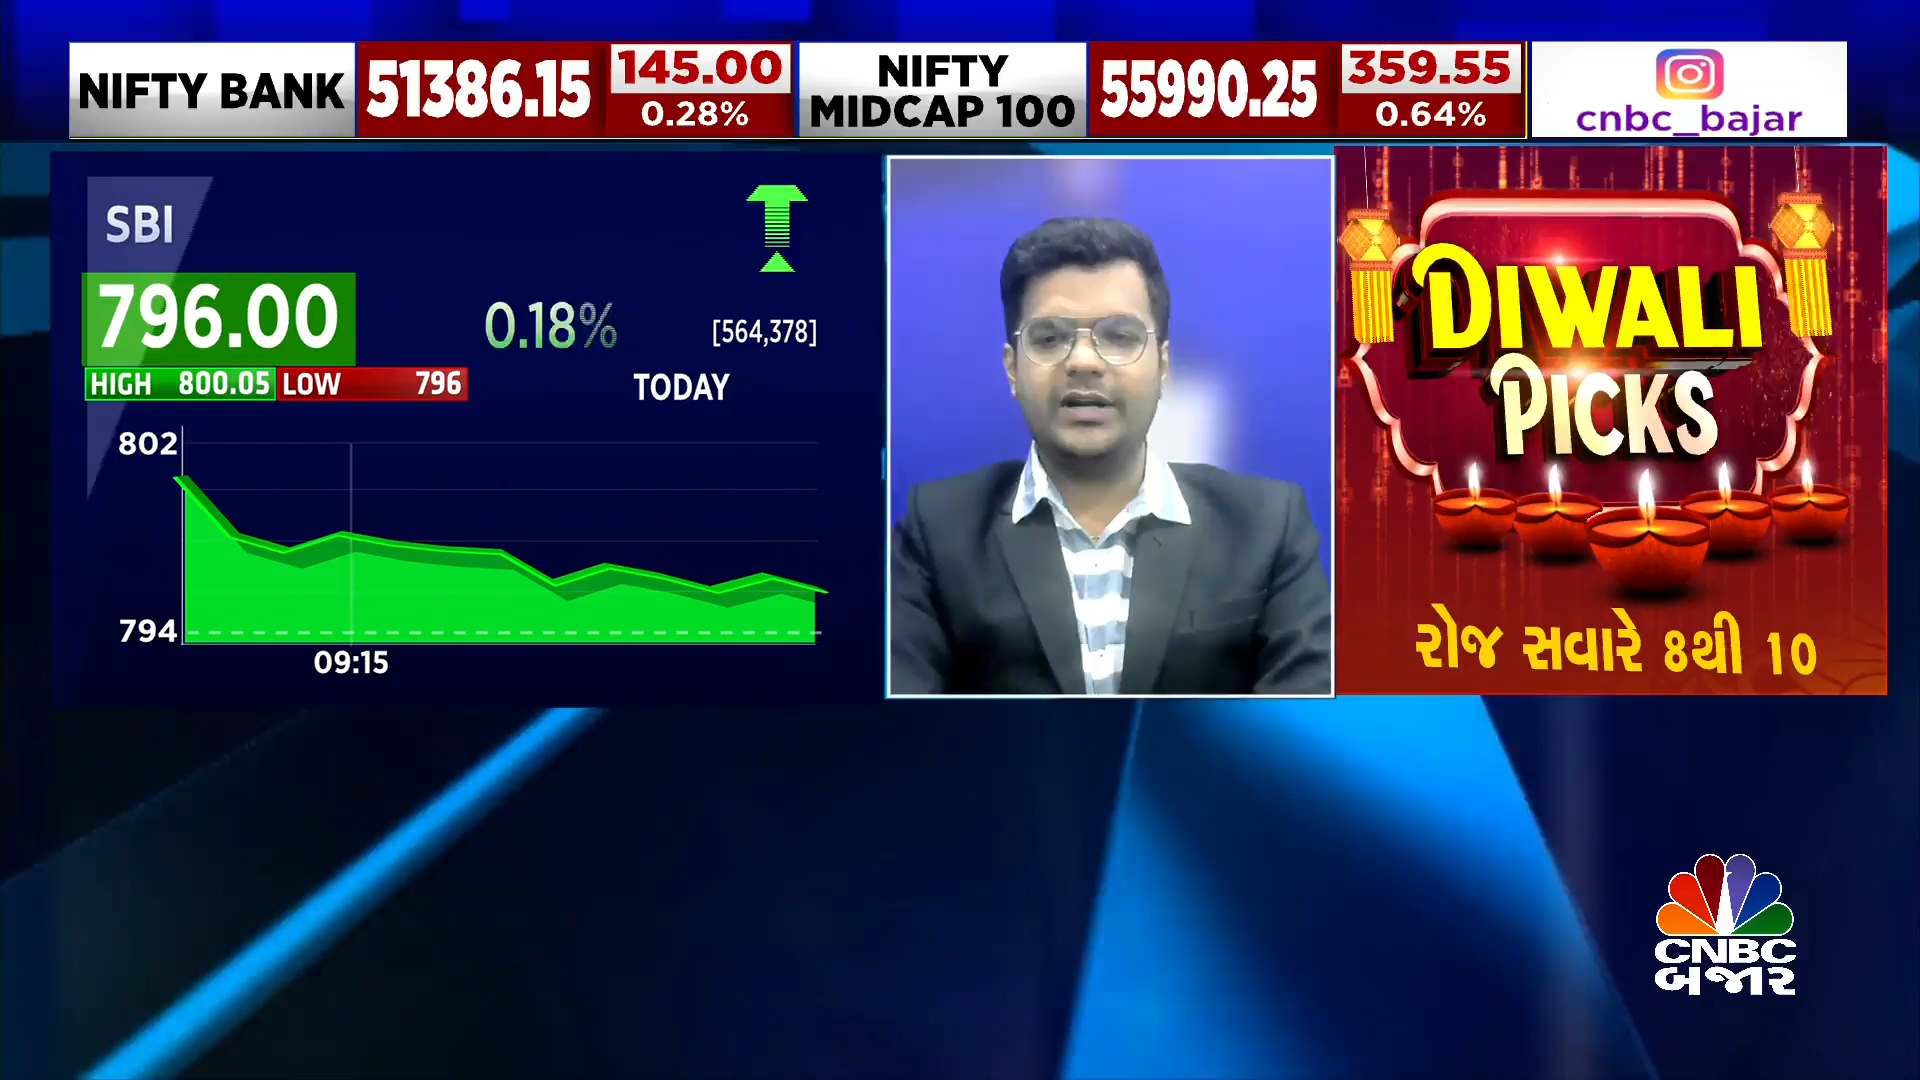 NIFTY BANK
51386.15
145.00
0.28%
NIFTY
MIDCAP 100
55990.25
359.55
0.64%
cnbc_bajar
SBI
796.00
0.18%
[564,378]
HIGH 800.05 LOW 796
TODAY
802
794
09:15
DIWALI
PICKS
રોજ સવારે 8થી 10
CNBC
બજાર